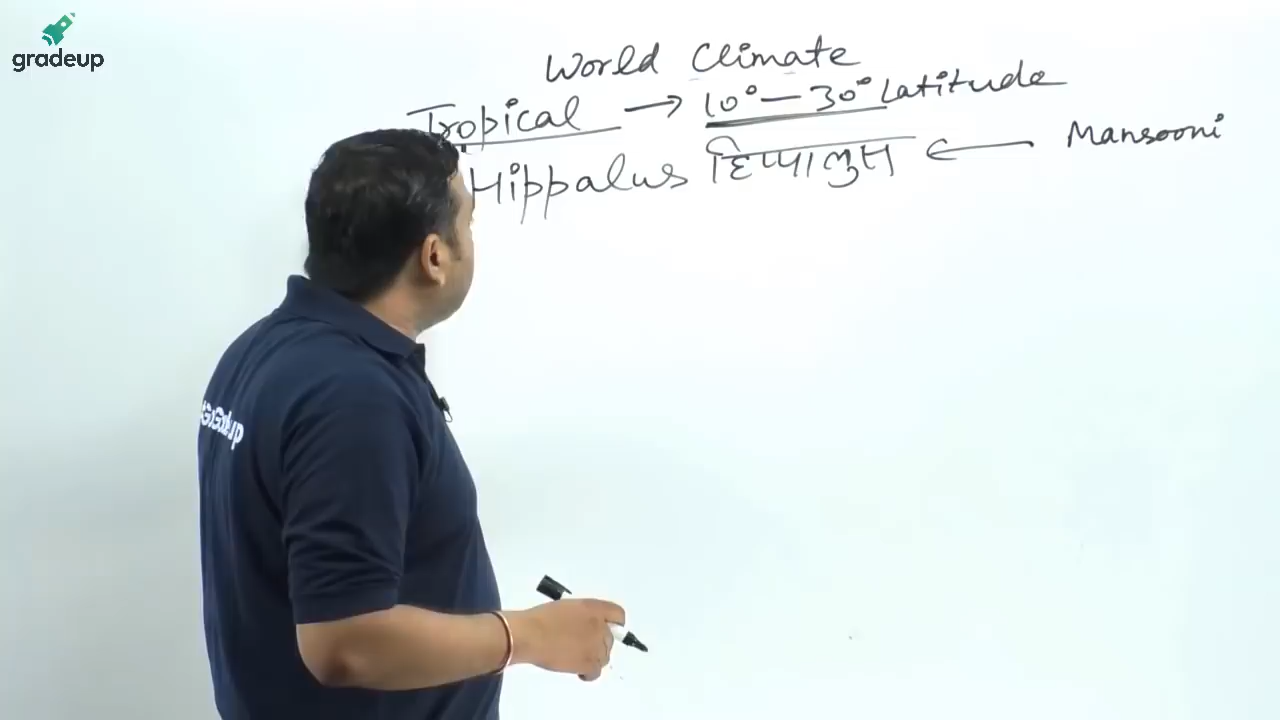 gradeup
World Climate
Tropical → 10° — 30° Latitude
Hippalus हिप्पालुस ← Mansooni